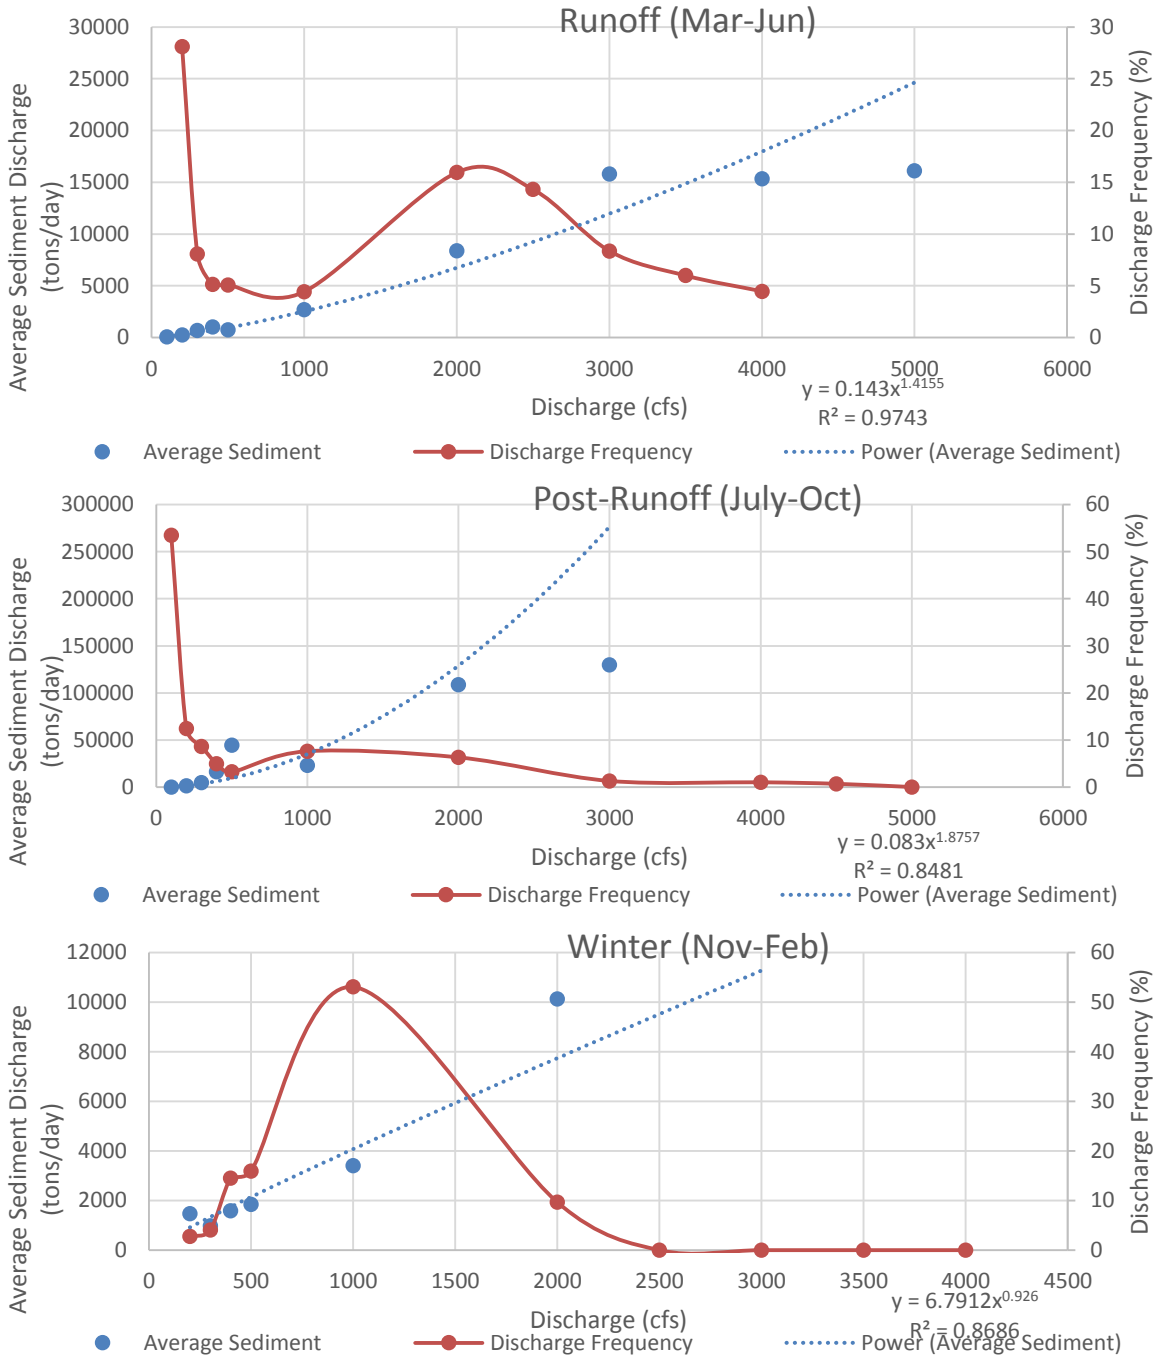 Runoff (Mar-Jun)
30000
25000
20000
15000
10000
5000
0
30
25
20
15
10
5
0
Average Sediment Discharge
(tons/day)
Discharge Frequency (%)
0 1000 2000 3000 4000 5000 6000
Discharge (cfs)
y = 0.143x^1.4155
R² = 0.9743
Average Sediment Discharge Frequency Power (Average Sediment)
Post-Runoff (July-Oct)
300000
250000
200000
150000
100000
50000
0
60
50
40
30
20
10
0
Average Sediment Discharge
(tons/day)
Discharge Frequency (%)
0 1000 2000 3000 4000 5000 6000
Discharge (cfs)
y = 0.083x^1.8757
R² = 0.8481
Average Sediment Discharge Frequency Power (Average Sediment)
Winter (Nov-Feb)
12000
10000
8000
6000
4000
2000
0
60
50
40
30
20
10
0
Average Sediment Discharge
(tons/day)
Discharge Frequency (%)
0 500 1000 1500 2000 2500 3000 3500 4000 4500
Discharge (cfs)
y = 6.7912x^0.926
R² = 0.8686
Average Sediment Discharge Frequency Power (Average Sediment)